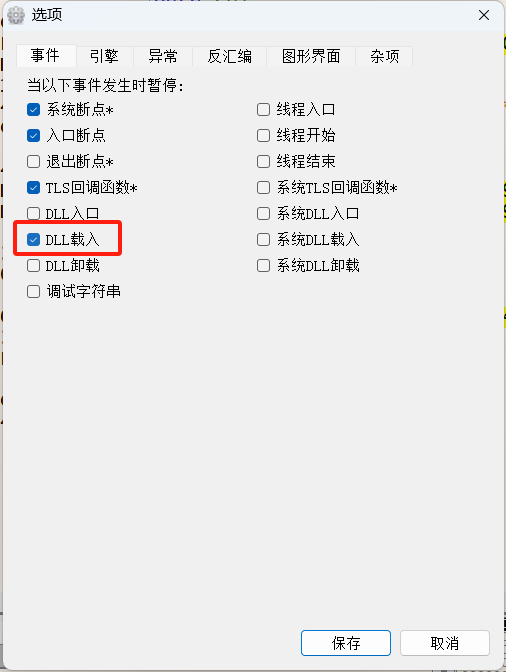 选项
事件 引擎 异常 反汇编 图形界面 杂项
当以下事件发生时暂停：
系统断点* 线程入口
入口断点 线程开始
退出断点* 线程结束
TLS回调函数* 系统TLS回调函数*
DLL入口 系统DLL入口
DLL载入 系统DLL载入
DLL卸载 系统DLL卸载
调试字符串
保存 取消